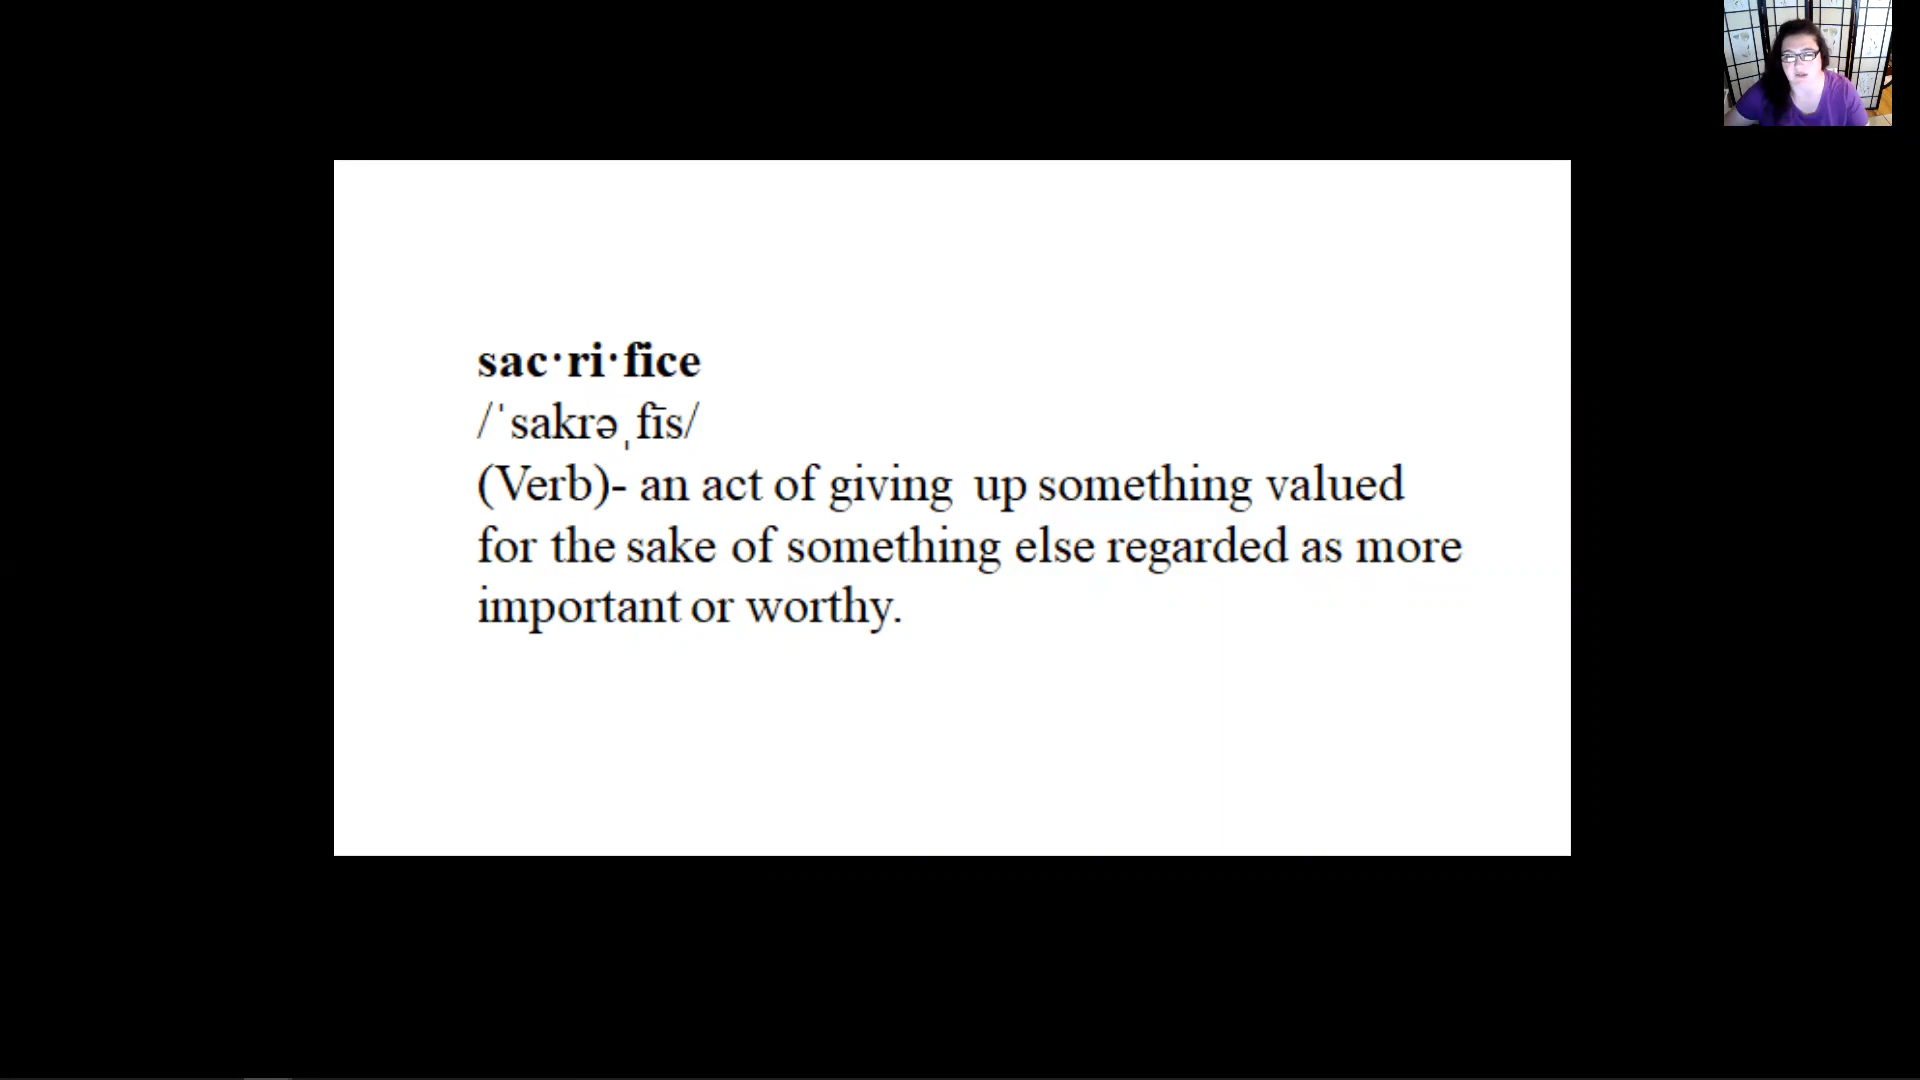 sac·ri·fice
/ˈsakrəˌfīs/
(Verb)- an act of giving up something valued
for the sake of something else regarded as more
important or worthy.